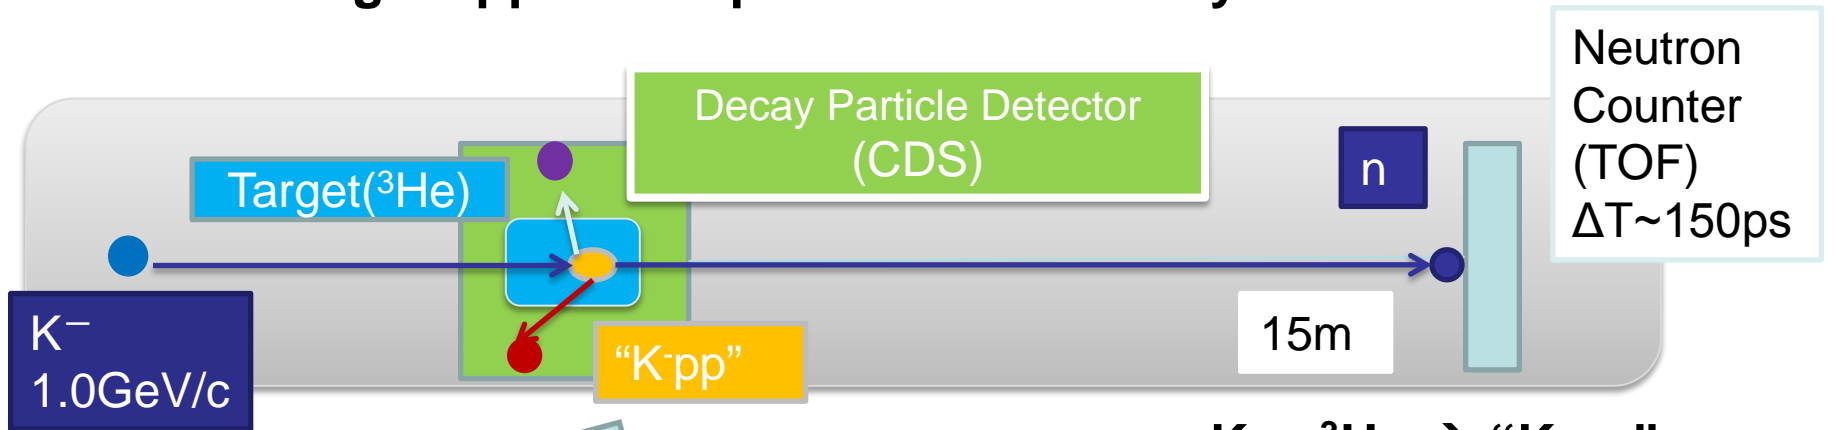 Neutron
Counter
(TOF)
ΔT~150ps
Decay Particle Detector
(CDS)
n
Target(³He)
15m
K⁻
1.0GeV/c
“K⁻pp”